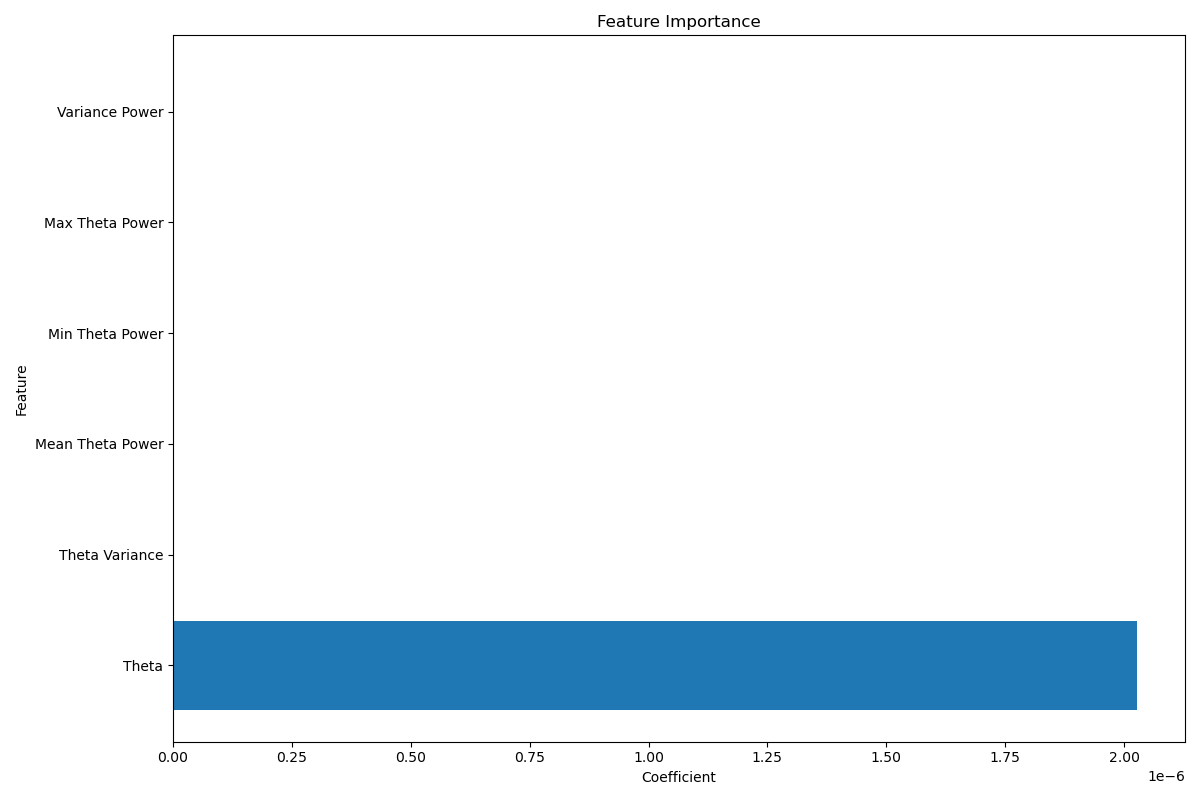 Feature Importance
Variance Power
Max Theta Power
Min Theta Power
Mean Theta Power
Theta Variance
Theta
Feature
0.00 0.25 0.50 0.75 1.00 1.25 1.50 1.75 2.00
1e−6
Coefficient